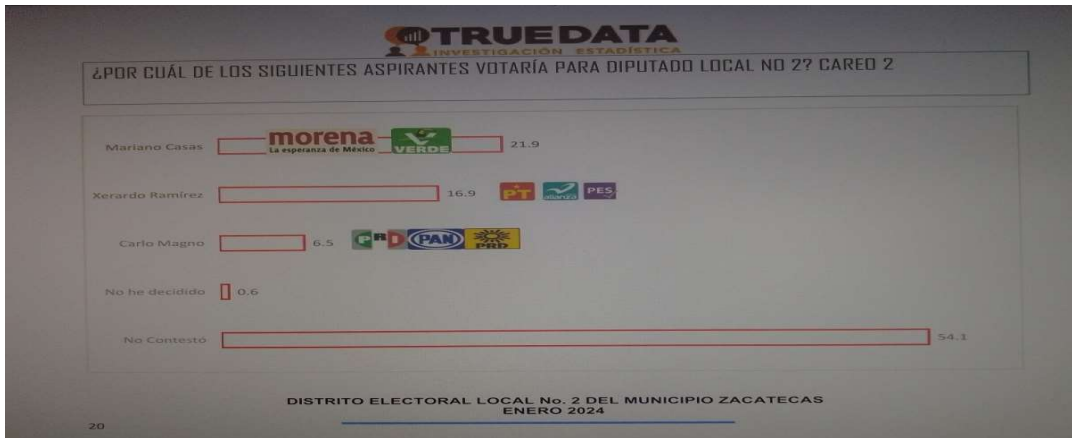 TRUEDATA
INVESTIGACIÓN ESTADÍSTICA
¿POR CUÁL DE LOS SIGUIENTES ASPIRANTES VOTARÍA PARA DIPUTADO LOCAL NO 2? CAREO 2
Mariano Casas morena La esperanza de México VERDE 21.9
Xerardo Ramírez 16.9 PT alianza PES
Carlo Magno 6.5 PRD PAN PRD
No he decidido 0.6
No Contestó 54.1
DISTRITO ELECTORAL LOCAL No. 2 DEL MUNICIPIO ZACATECAS
ENERO 2024
20